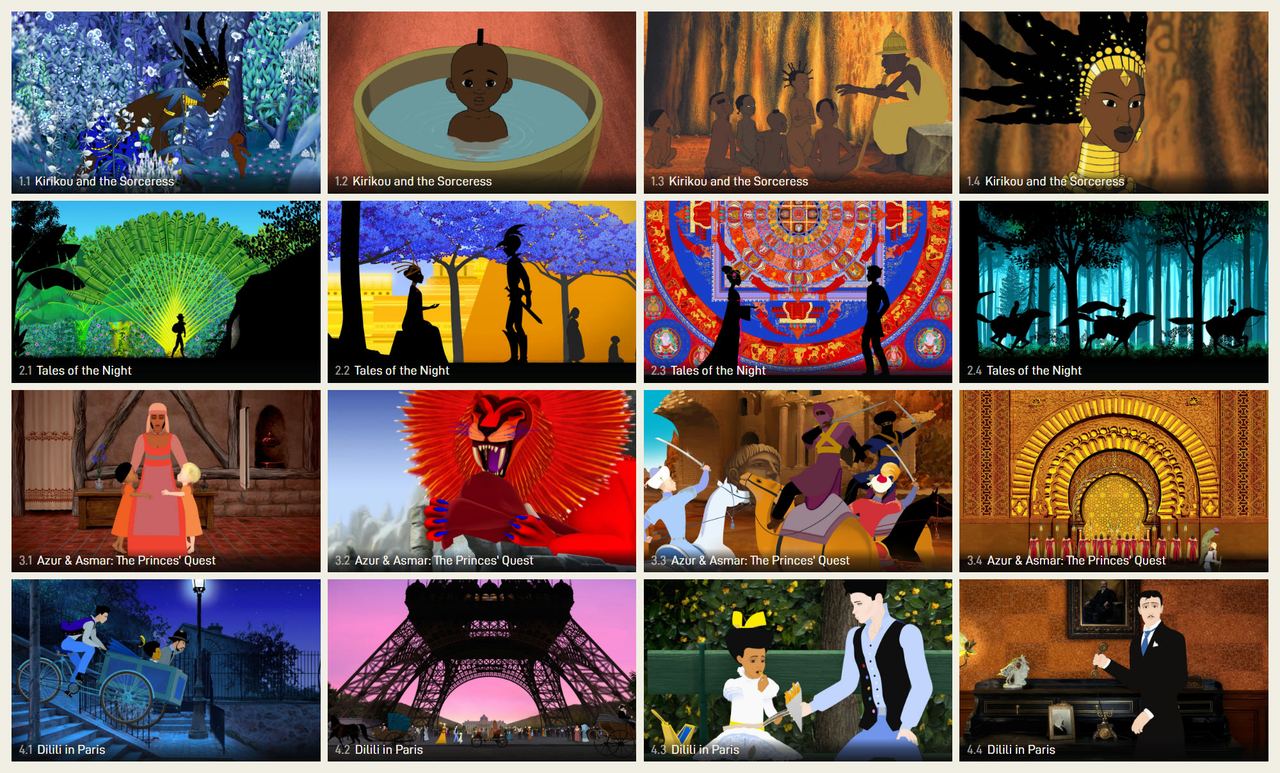 1.1 Kirikou and the Sorceress
1.2 Kirikou and the Sorceress
1.3 Kirikou and the Sorceress
1.4 Kirikou and the Sorceress
2.1 Tales of the Night
2.2 Tales of the Night
2.3 Tales of the Night
2.4 Tales of the Night
3.1 Azur & Asmar: The Princes' Quest
3.2 Azur & Asmar: The Princes' Quest
3.3 Azur & Asmar: The Princes' Quest
3.4 Azur & Asmar: The Princes' Quest
4.1 Dilili in Paris
4.2 Dilili in Paris
4.3 Dilili in Paris
4.4 Dilili in Paris